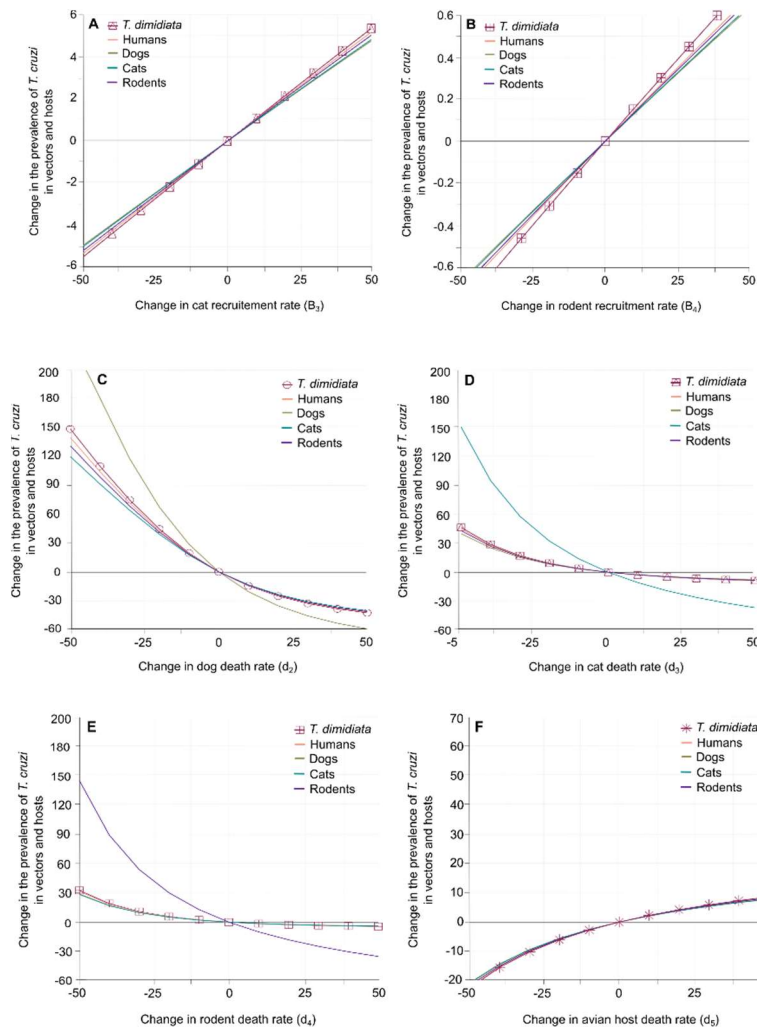 A
T. dimidiata
Humans
Dogs
Cats
Rodents
Change in the prevalence of T. cruzi
in vectors and hosts
6
4
2
0
-2
-4
6
50
-25
0
25
50
Change in cat recruitement rate (B3)
B
T. dimidiata
Humans
Dogs
Cats
Rodents
Change in the prevalence of T. cruzi
in vectors and hosts
0.6
0.4
0.2
0
-0.2
-0.4
-0.6
50
-25
0
25
50
Change in rodent recruitment rate (B4)
C
T. dimidiata
Humans
Dogs
Cats
Rodents
Change in the prevalence of T. cruzi
in vectors and hosts
200
180
150
120
90
60
30
0
-30
-60
-50
-25
0
25
50
Change in dog death rate (d2)
D
T. dimidiata
Humans
Dogs
Cats
Rodents
Change in the prevalence of T. cruzi
in vectors and hosts
200
180
150
120
90
60
30
0
-30
-60
-5
-25
0
25
50
Change in cat death rate (d3)
E
T. dimidiata
Humans
Dogs
Cats
Rodents
Change in the prevalence of T. cruzi
in vectors and hosts
200
180
150
120
90
60
30
0
-30
-60
-50
-25
0
25
50
Change in rodent death rate (d4)
F
T. dimidiata
Humans
Dogs
Cats
Rodents
Change in the prevalence of T. cruzi
in vectors and hosts
70
60
50
40
30
20
10
0
-10
-20
-50
-25
0
25
Change in avian host death rate (d5)